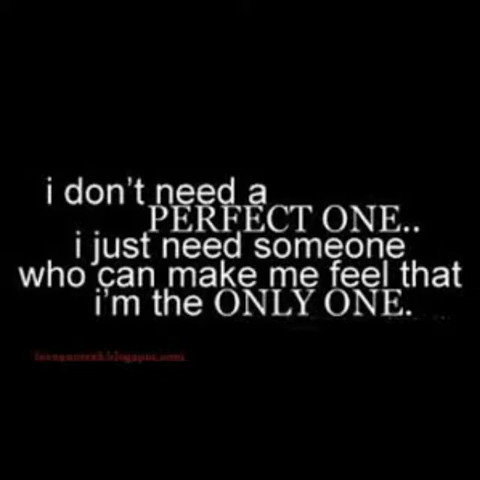 i don't need a
PERFECT ONE..
i just need someone
who can make me feel that
i'm the ONLY ONE.